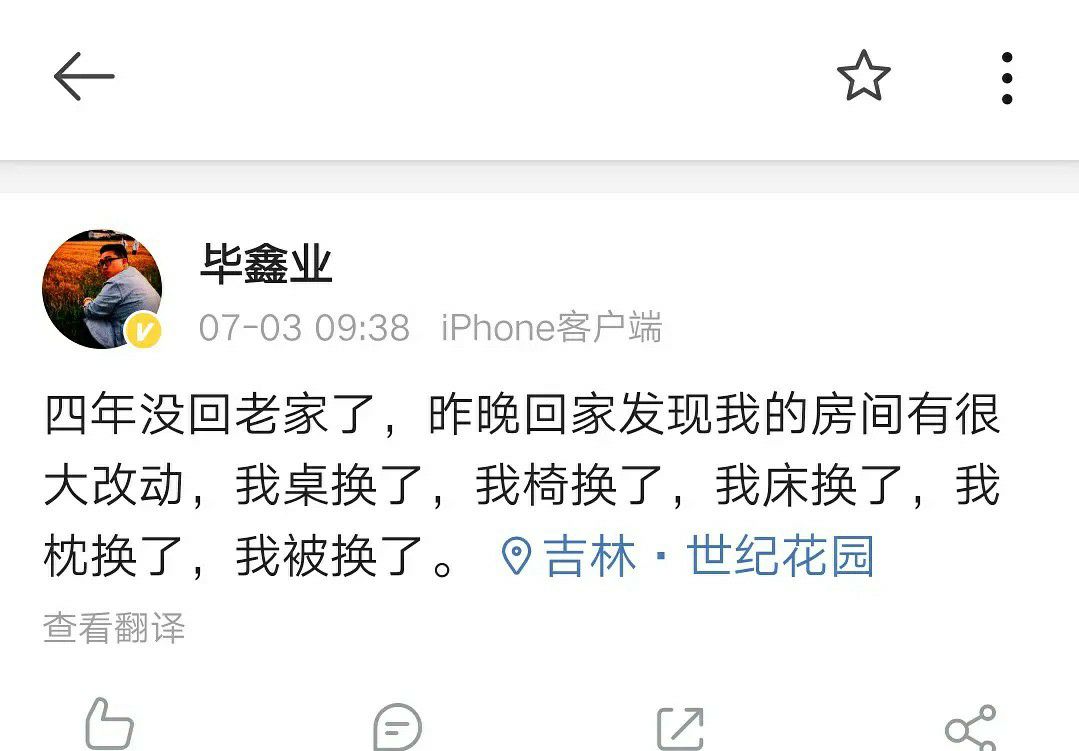 毕鑫业
07-03 09:38 iPhone客户端
四年没回老家了，昨晚回家发现我的房间有很
大改动，我桌换了，我椅换了，我床换了，我
枕换了，我被换了。 吉林·世纪花园
查看翻译